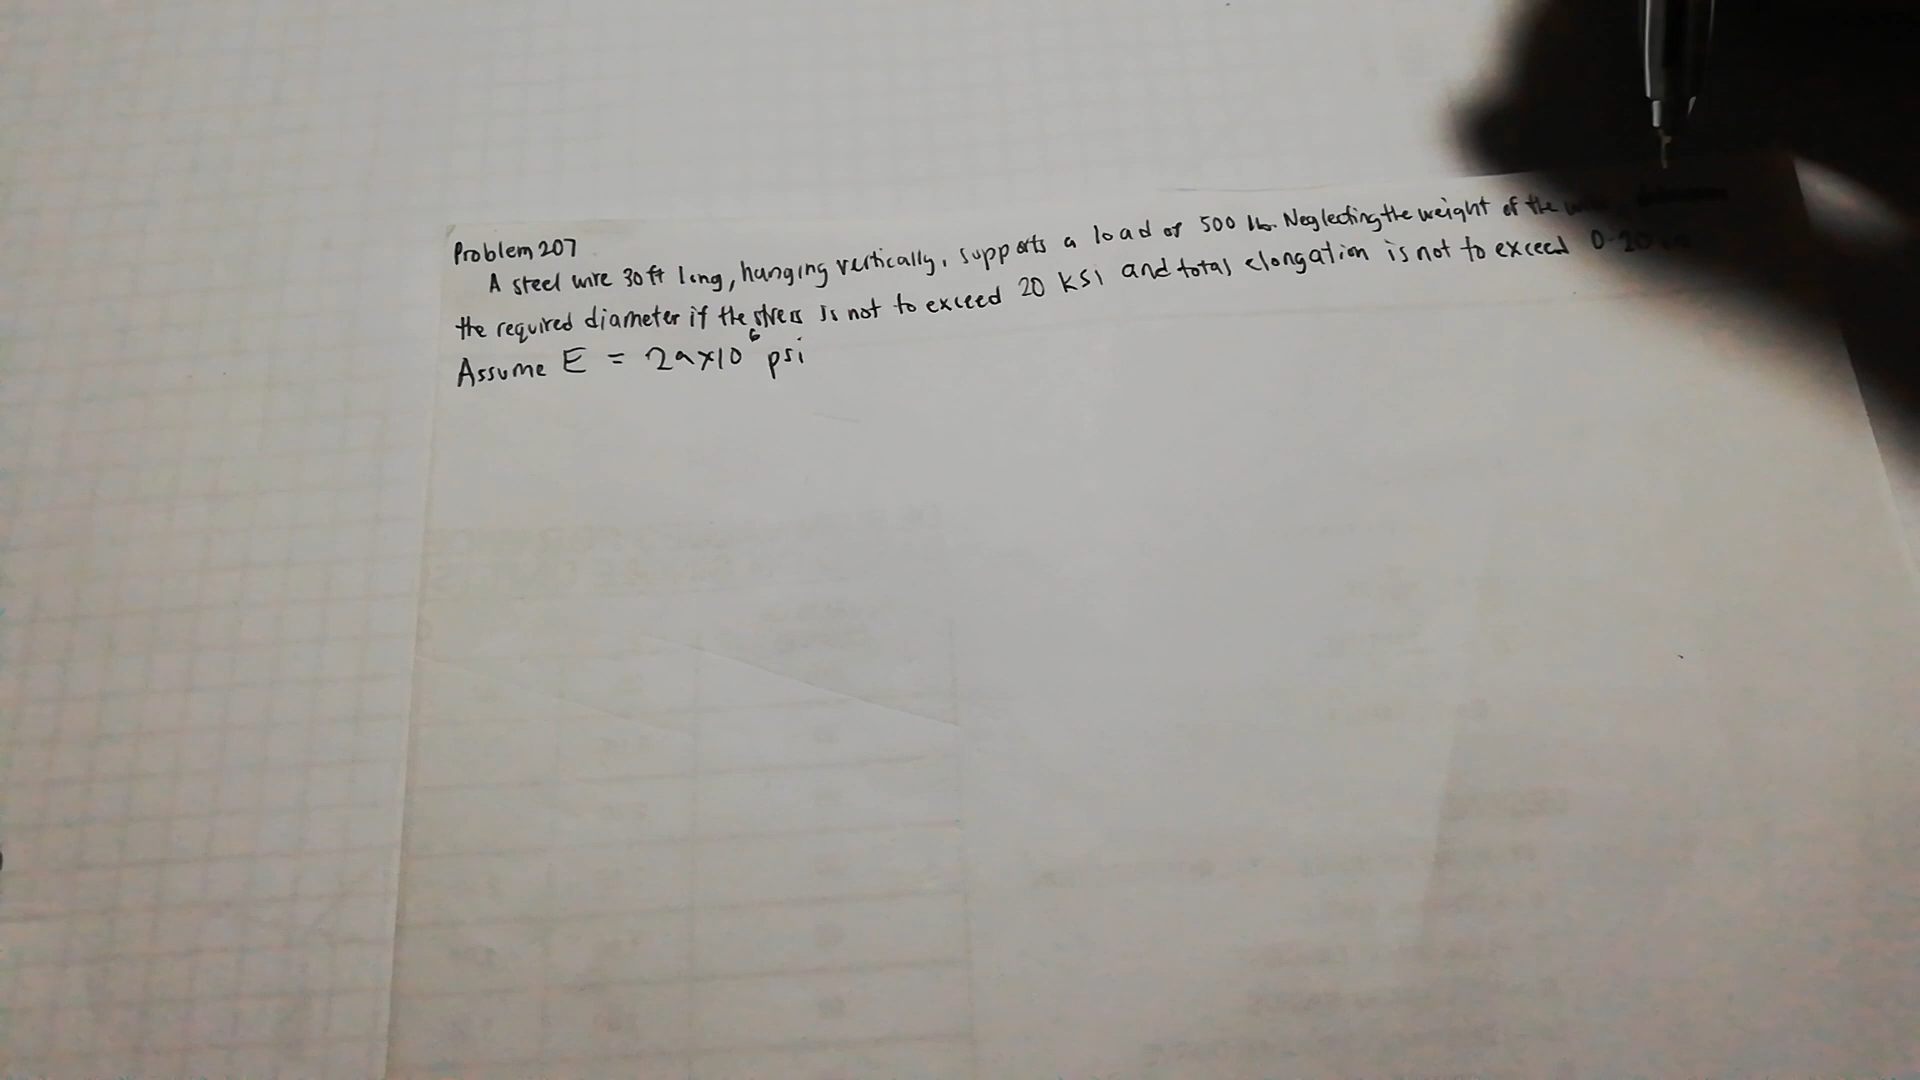 Problem 207
A steel wire 30 ft long, hanging vertically, supports a load of 500 lb. Neglecting the weight of the
the required diameter if the stress is not to exceed 20 ksi and total elongation is not to exceed 0.20
Assume E = 29x10⁶ psi